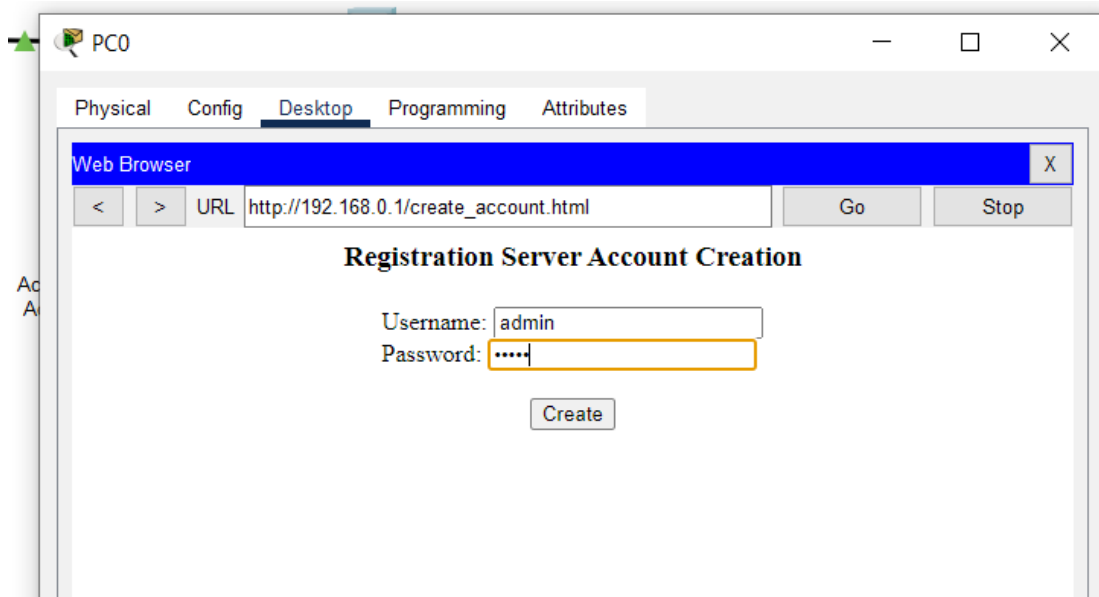 PC0
Physical Config Desktop Programming Attributes
Web Browser X
< > URL http://192.168.0.1/create_account.html Go Stop
Registration Server Account Creation
Username: admin
Password: •••••
Create